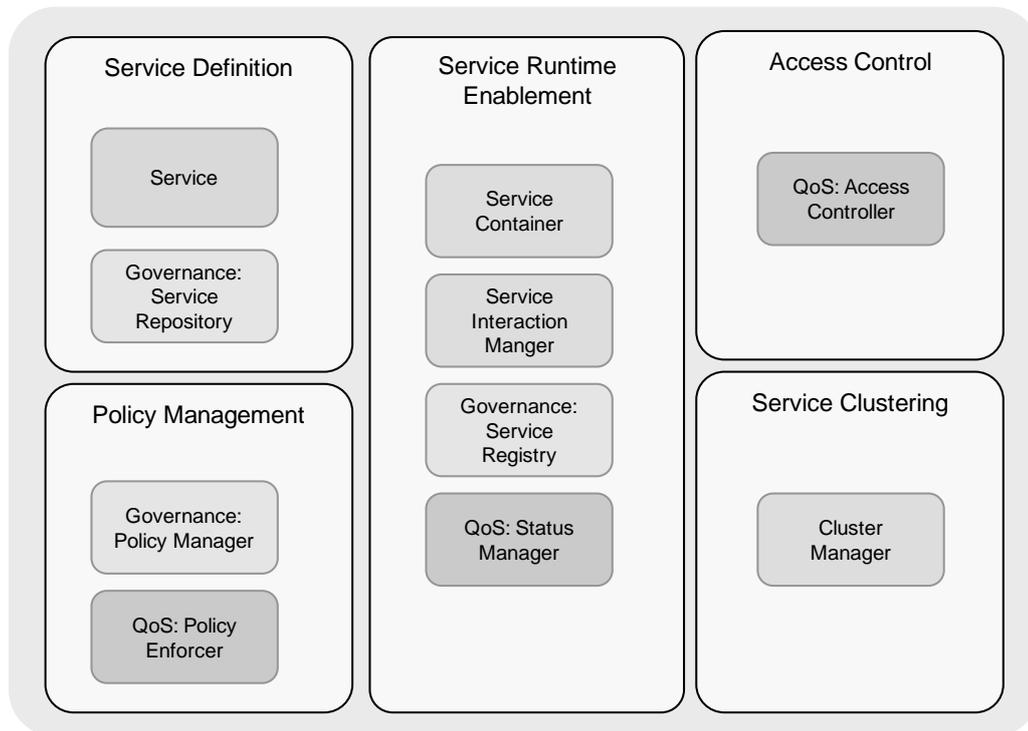 Service Definition
Service
Governance:
Service
Repository
Policy Management
Governance:
Policy Manager
QoS: Policy
Enforcer
Service Runtime
Enablement
Service
Container
Service
Interaction
Manger
Governance:
Service
Registry
QoS: Status
Manager
Access Control
QoS: Access
Controller
Service Clustering
Cluster
Manager